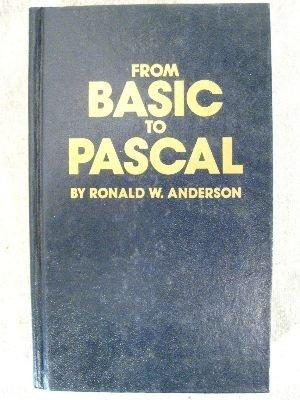 FROM
BASIC
TO
PASCAL
BY RONALD W. ANDERSON